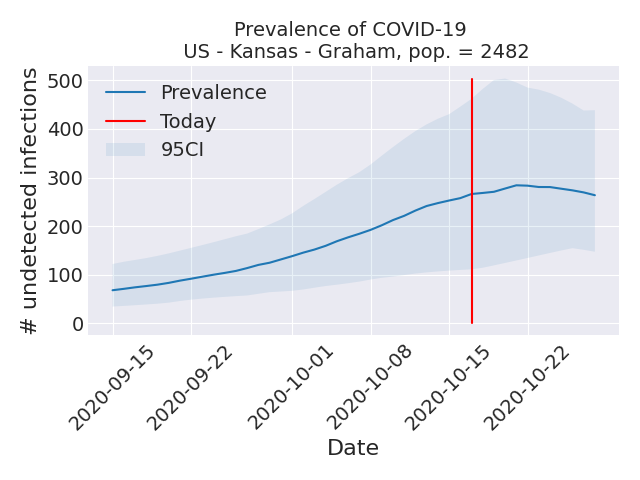 Prevalence of COVID-19
US - Kansas - Graham, pop. = 2482
# undetected infections
500
400
300
200
100
0
Prevalence
Today
95CI
2020-09-15
2020-09-22
2020-10-01
2020-10-08
2020-10-15
2020-10-22
Date